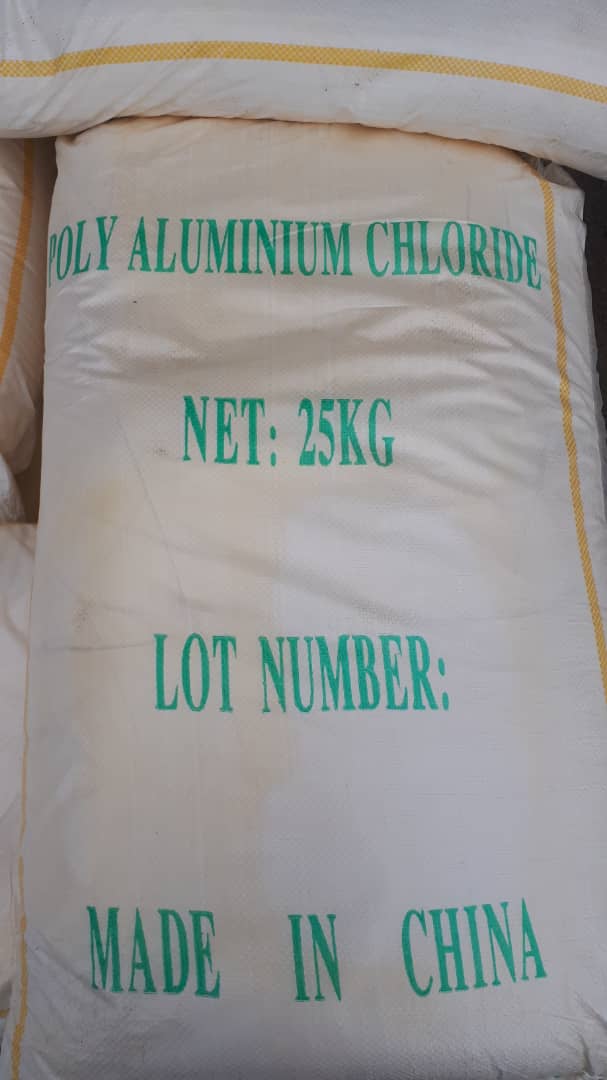 POLY ALUMINIUM CHLORIDE
NET: 25KG
LOT NUMBER:
MADE IN CHINA